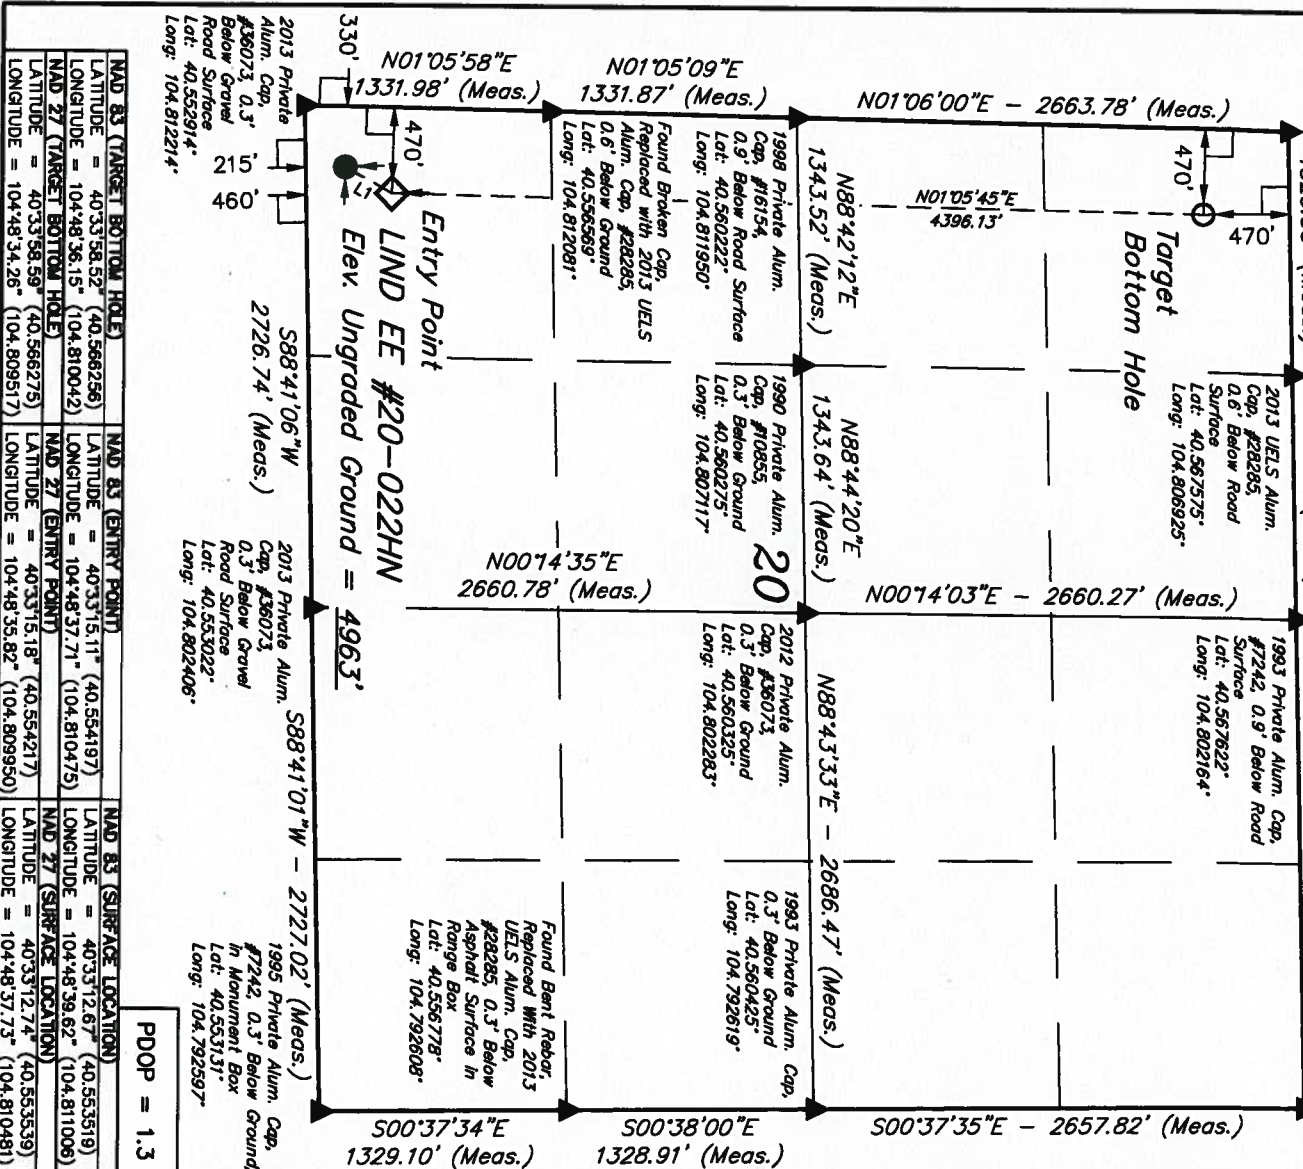 N01°05'58"E
1331.98' (Meas.)
N01°05'09"E
1331.87' (Meas.)
N01°06'00"E - 2663.78' (Meas.)
330'
2013 Private
Alum. Cap,
#36073, 0.3'
Below Gravel
Road Surface
Lat: 40.552914°
Long: 104.812214°
215'
460'
470'
L1
Entry Point
LIND EE #20-022HN
Elev. Ungraded Ground = 4963'
Found Broken Cap,
Replaced with 2013 UELS
Alum. Cap, #28285,
0.6' Below Ground
Lat: 40.556569°
Long: 104.812081°
1998 Private Alum.
Cap, #16154,
0.9' Below Road Surface
Lat: 40.560222°
Long: 104.811950°
N88°42'12"E
1343.52' (Meas.)
N01°05'45"E
4396.13'
470'
470'
Target
Bottom Hole
2013 UELS Alum.
Cap, #28285,
0.6' Below Road
Surface
Lat: 40.567575°
Long: 104.806925°
1990 Private Alum.
Cap, #10855,
0.3' Below Ground
Lat: 40.560275°
Long: 104.807117°
N88°44'20"E
1343.64' (Meas.)
20
S88°41'06"W
2726.74' (Meas.)
N00°14'35"E
2660.78' (Meas.)
N00°14'03"E - 2660.27' (Meas.)
2013 Private Alum.
Cap, #36073,
0.3' Below Gravel
Road Surface
Lat: 40.553022°
Long: 104.802406°
2012 Private Alum.
Cap, #36073,
0.3' Below Ground
Lat: 40.560325°
Long: 104.802283°
1993 Private Alum. Cap,
#7242, 0.9' Below Road
Surface
Lat: 40.567622°
Long: 104.802164°
N88°43'33"E - 2686.47' (Meas.)
S88°41'01"W - 2727.02' (Meas.)
1993 Private Alum. Cap,
0.3' Below Ground
Lat: 40.560425°
Long: 104.792619°
Found Bent Rebar,
Replaced With 2013
UELS Alum. Cap,
#28285, 0.3' Below
Asphalt Surface in
Range Box
Lat: 40.556778°
Long: 104.792608°
1985 Private Alum. Cap,
#7242, 0.3' Below Ground,
in Monument Box
Lat: 40.553131°
Long: 104.792597°
S00°37'34"E
1329.10' (Meas.)
S00°38'00"E
1328.91' (Meas.)
S00°37'35"E - 2657.82' (Meas.)
NAD 83 (TARGET BOTTOM HOLE)
LATITUDE = 40°33'58.52" (40.566256)
LONGITUDE = 104°48'36.15" (104.810042)
NAD 27 (TARGET BOTTOM HOLE)
LATITUDE = 40°33'58.59" (40.566275)
LONGITUDE = 104°48'34.26" (104.809517)
NAD 83 (ENTRY POINT)
LATITUDE = 40°33'15.11" (40.554197)
LONGITUDE = 104°48'37.71" (104.810475)
NAD 27 (ENTRY POINT)
LATITUDE = 40°33'15.18" (40.554217)
LONGITUDE = 104°48'35.82" (104.809950)
NAD 83 (SURFACE LOCATION)
LATITUDE = 40°33'12.67" (40.553519)
LONGITUDE = 104°48'39.62" (104.811006)
NAD 27 (SURFACE LOCATION)
LATITUDE = 40°33'12.74" (40.553539)
LONGITUDE = 104°48'37.73" (104.810481)
PDOP = 1.3